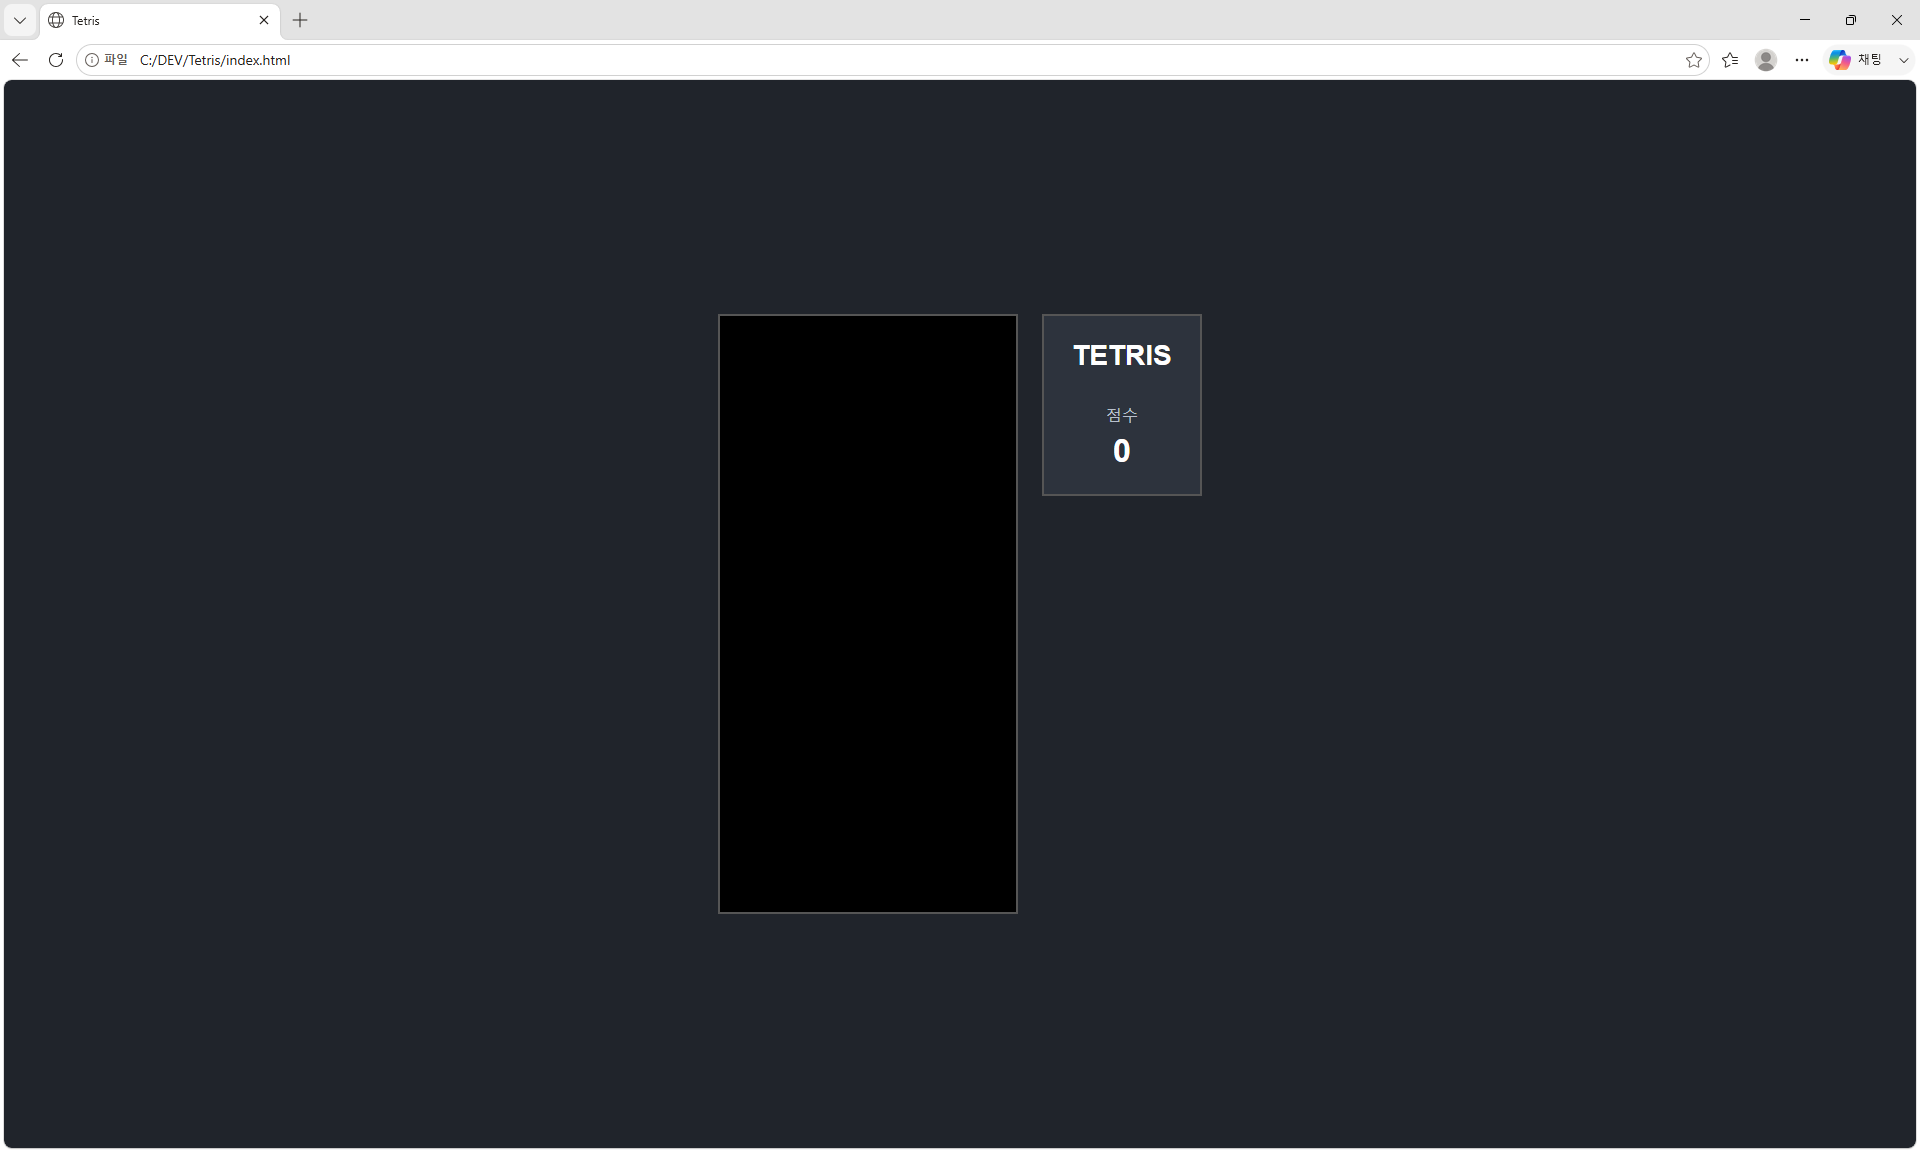 Tetris
파일 C:/DEV/Tetris/index.html
채팅
TETRIS
점수
0